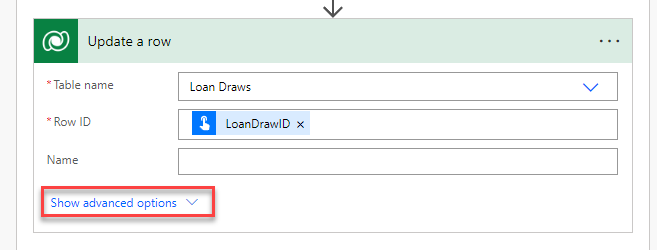 Update a row
...
* Table name
Loan Draws
* Row ID
LoanDrawID ×
Name
Show advanced options